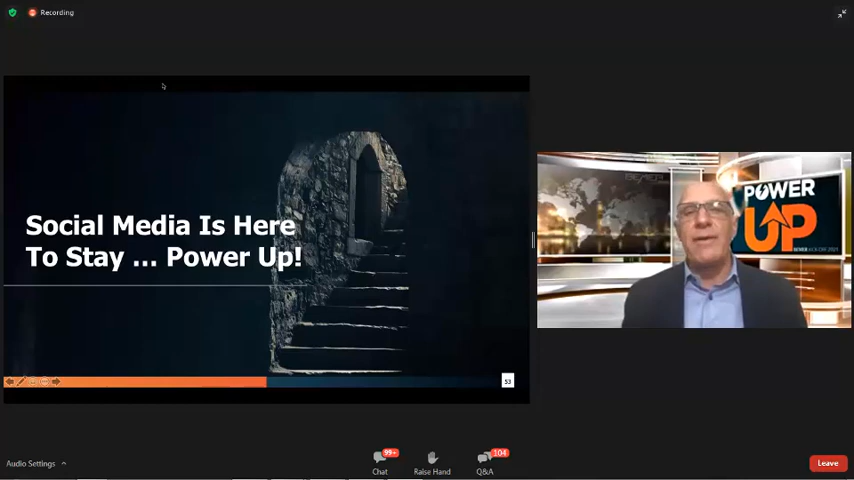 Recording
Social Media Is Here
To Stay ... Power Up!
53
POWER
UP
Audio Settings
99+
Chat
Raise Hand
104
Q&A
Leave